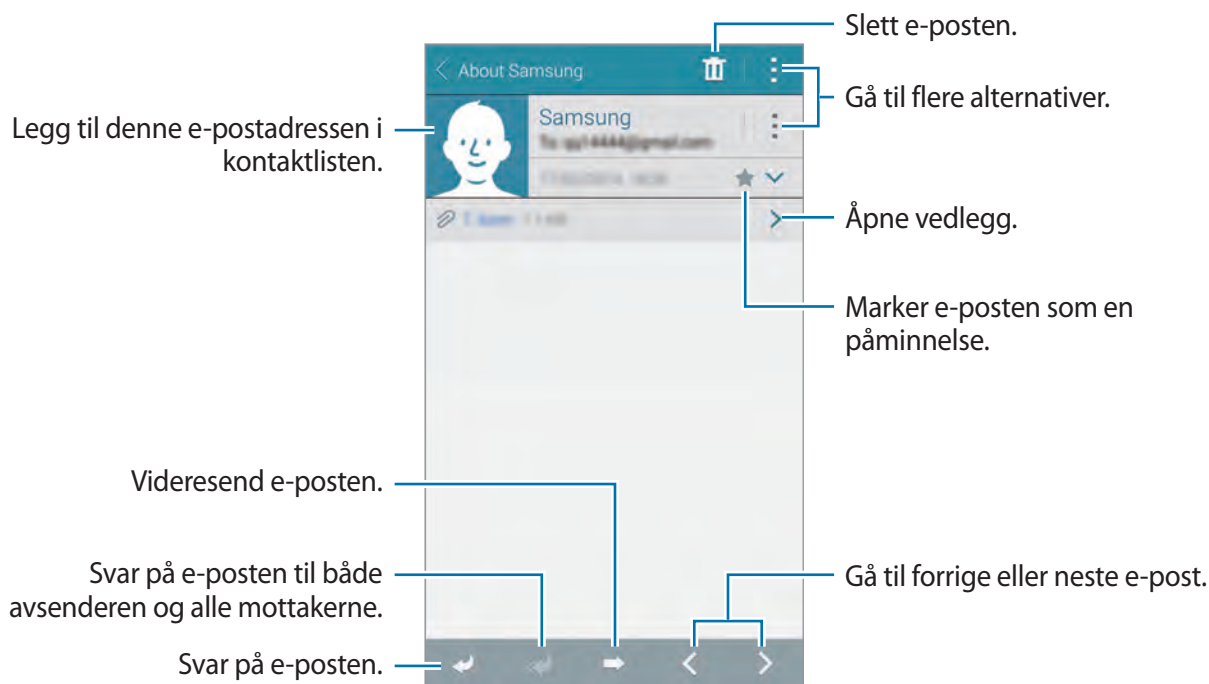 Slett e-posten.
About Samsung
Gå til flere alternativer.
Samsung
Legg til denne e-postadressen i
kontaktlisten.
Åpne vedlegg.
Marker e-posten som en
påminnelse.
Videresend e-posten.
Svar på e-posten til både
avsenderen og alle mottakerne.
Gå til forrige eller neste e-post.
Svar på e-posten.